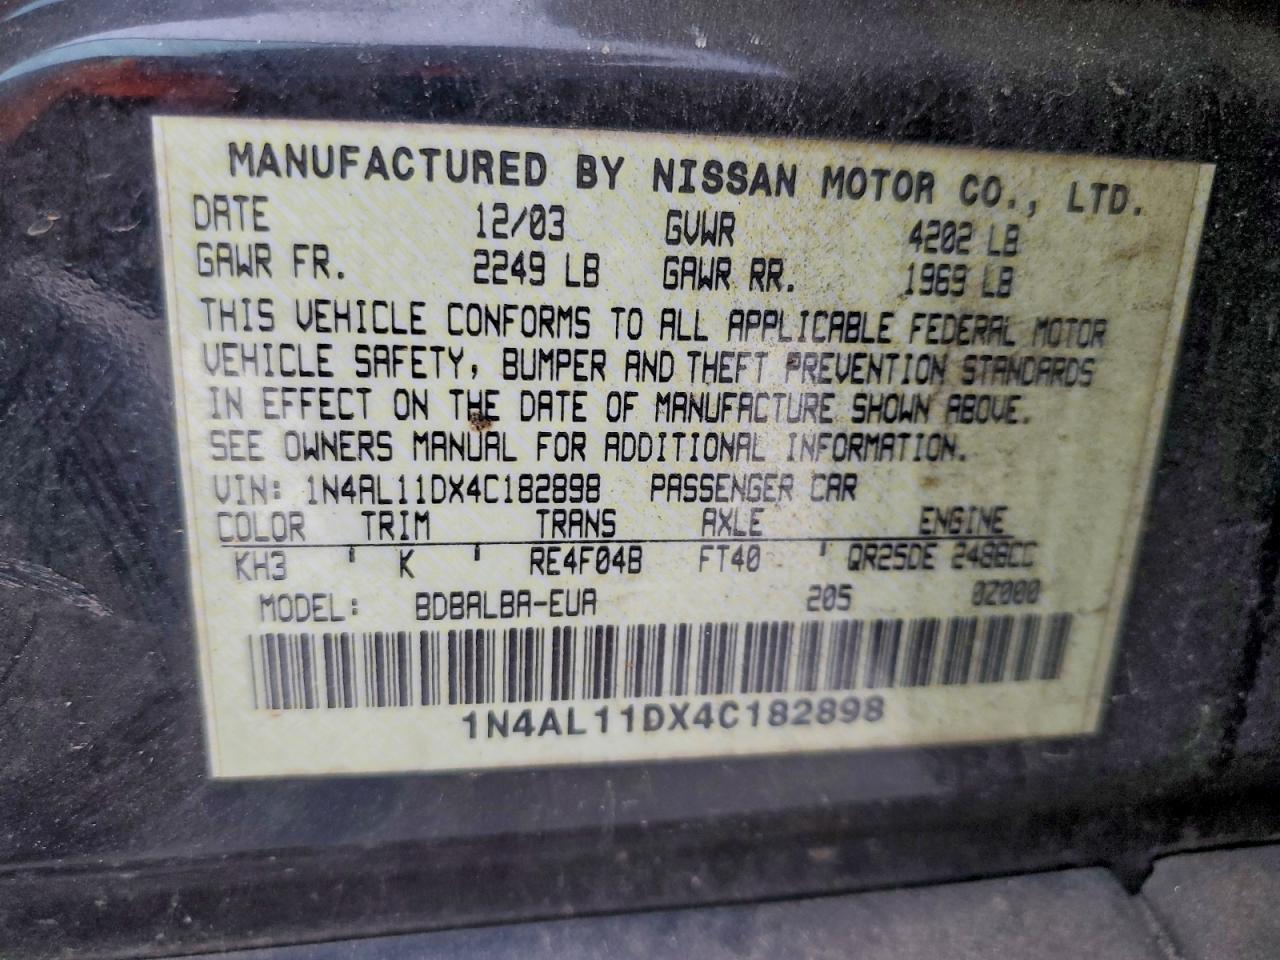 MANUFACTURED BY NISSAN MOTOR CO., LTD.
DATE 12/03 GVWR 4202 LB
GAWR FR. 2249 LB GAWR RR. 1969 LB
THIS VEHICLE CONFORMS TO ALL APPLICABLE FEDERAL MOTOR
VEHICLE SAFETY, BUMPER AND THEFT PREVENTION STANDARDS
IN EFFECT ON THE DATE OF MANUFACTURE SHOWN ABOVE.
SEE OWNERS MANUAL FOR ADDITIONAL INFORMATION.
VIN: 1N4AL11DX4C182898 PASSENGER CAR
COLOR TRIM TRANS AXLE ENGINE
KH3 ' K ' RE4F04B FT40 ' QR25DE 2488CC
MODEL: BDBALBA-EUA 205 0Z000
1N4AL11DX4C182898